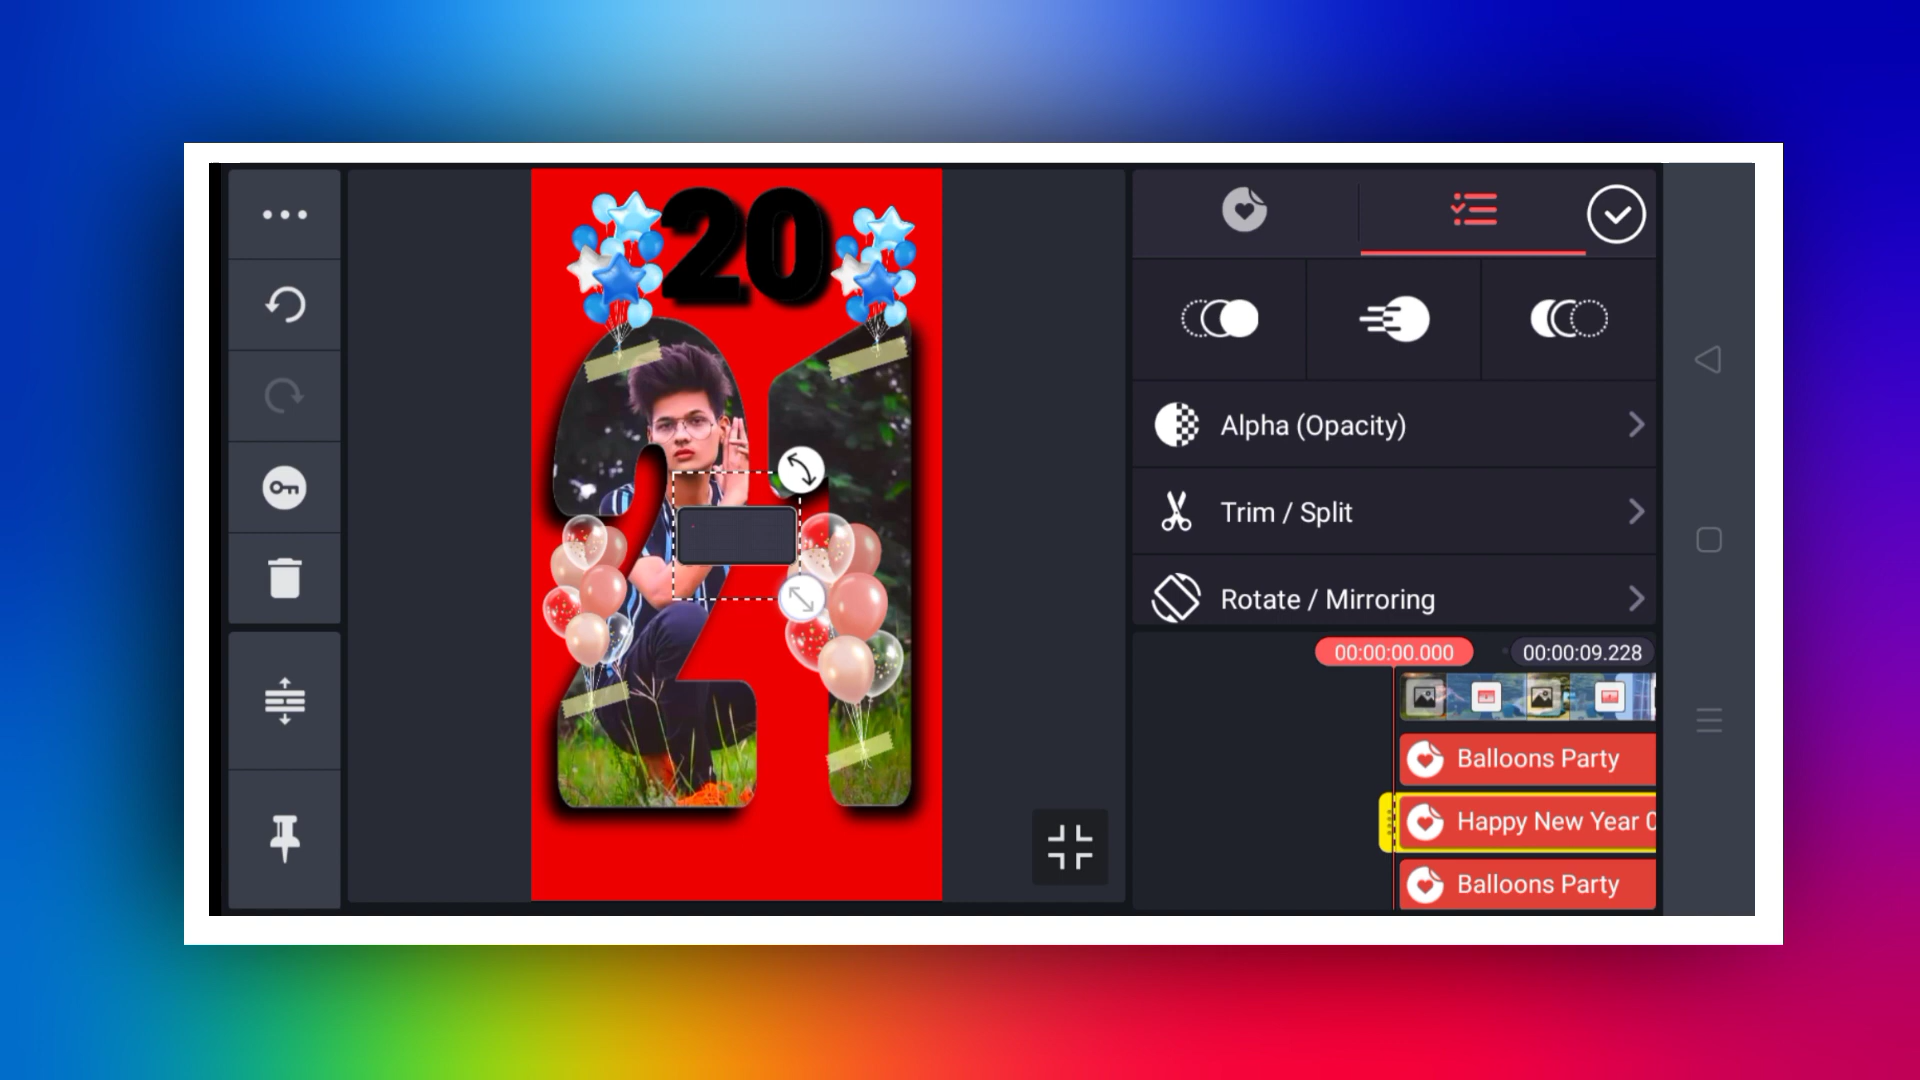 20
21
Alpha (Opacity)
Trim / Split
Rotate / Mirroring
00:00:00.000
00:00:09.228
Balloons Party
Happy New Year 0
Balloons Party